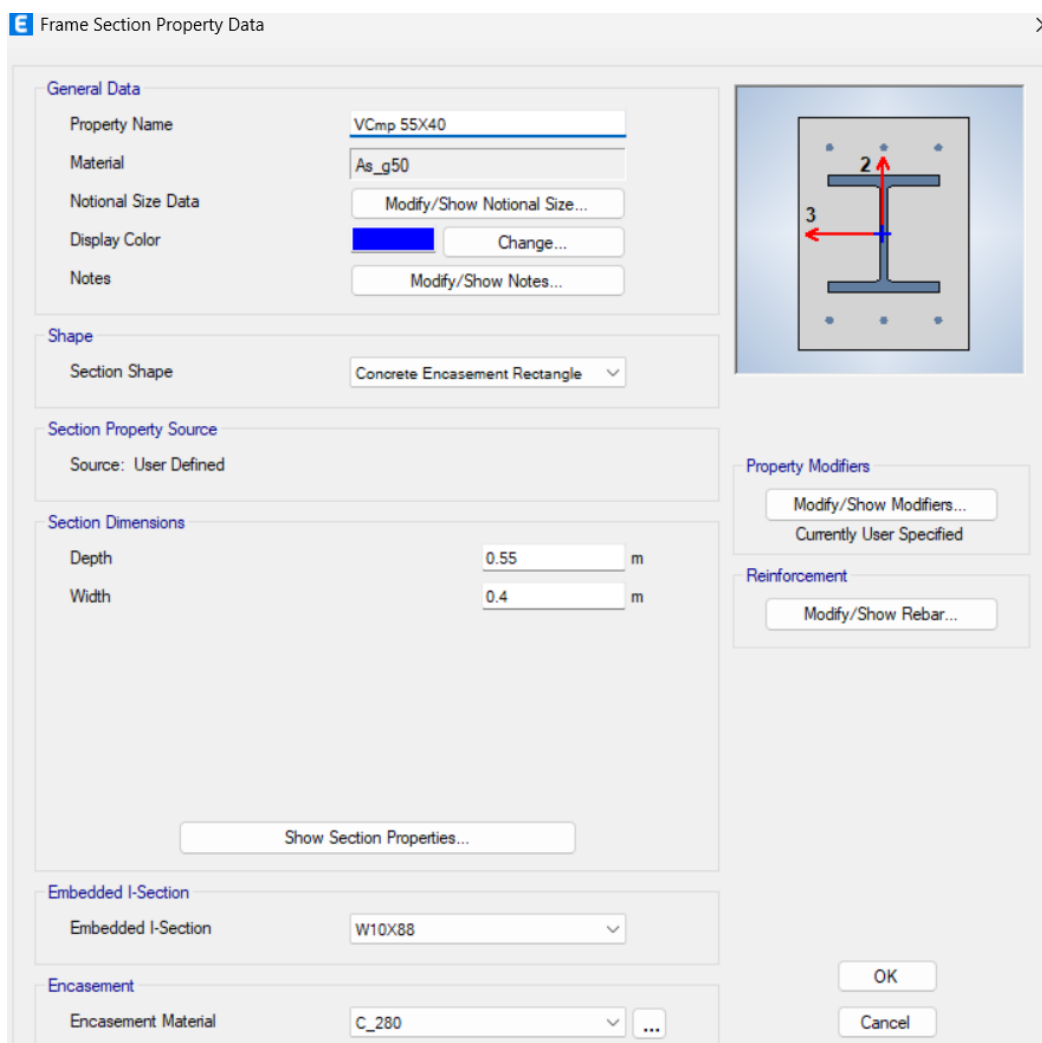 E Frame Section Property Data
General Data
Property Name VCmp 55X40
Material As_g50
Notional Size Data Modify/Show Notional Size...
Display Color Change...
Notes Modify/Show Notes...
2
3
Shape
Section Shape Concrete Encasement Rectangle
Section Property Source
Source: User Defined
Property Modifiers
Modify/Show Modifiers...
Currently User Specified
Section Dimensions
Depth 0.55 m
Width 0.4 m
Reinforcement
Modify/Show Rebar...
Show Section Properties...
Embedded I-Section
Embedded I-Section W10X88
Encasement
Encasement Material C_280 ...
OK
Cancel